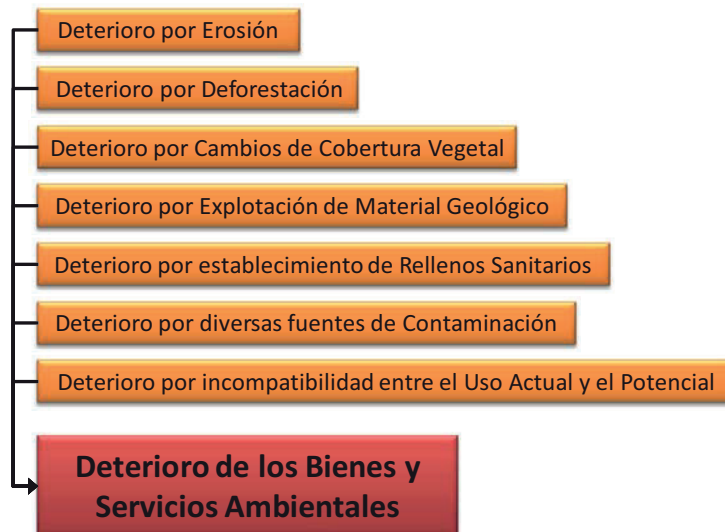 Deterioro por Erosión
Deterioro por Deforestación
Deterioro por Cambios de Cobertura Vegetal
Deterioro por Explotación de Material Geológico
Deterioro por establecimiento de Rellenos Sanitarios
Deterioro por diversas fuentes de Contaminación
Deterioro por incompatibilidad entre el Uso Actual y el Potencial
Deterioro de los Bienes y
Servicios Ambientales